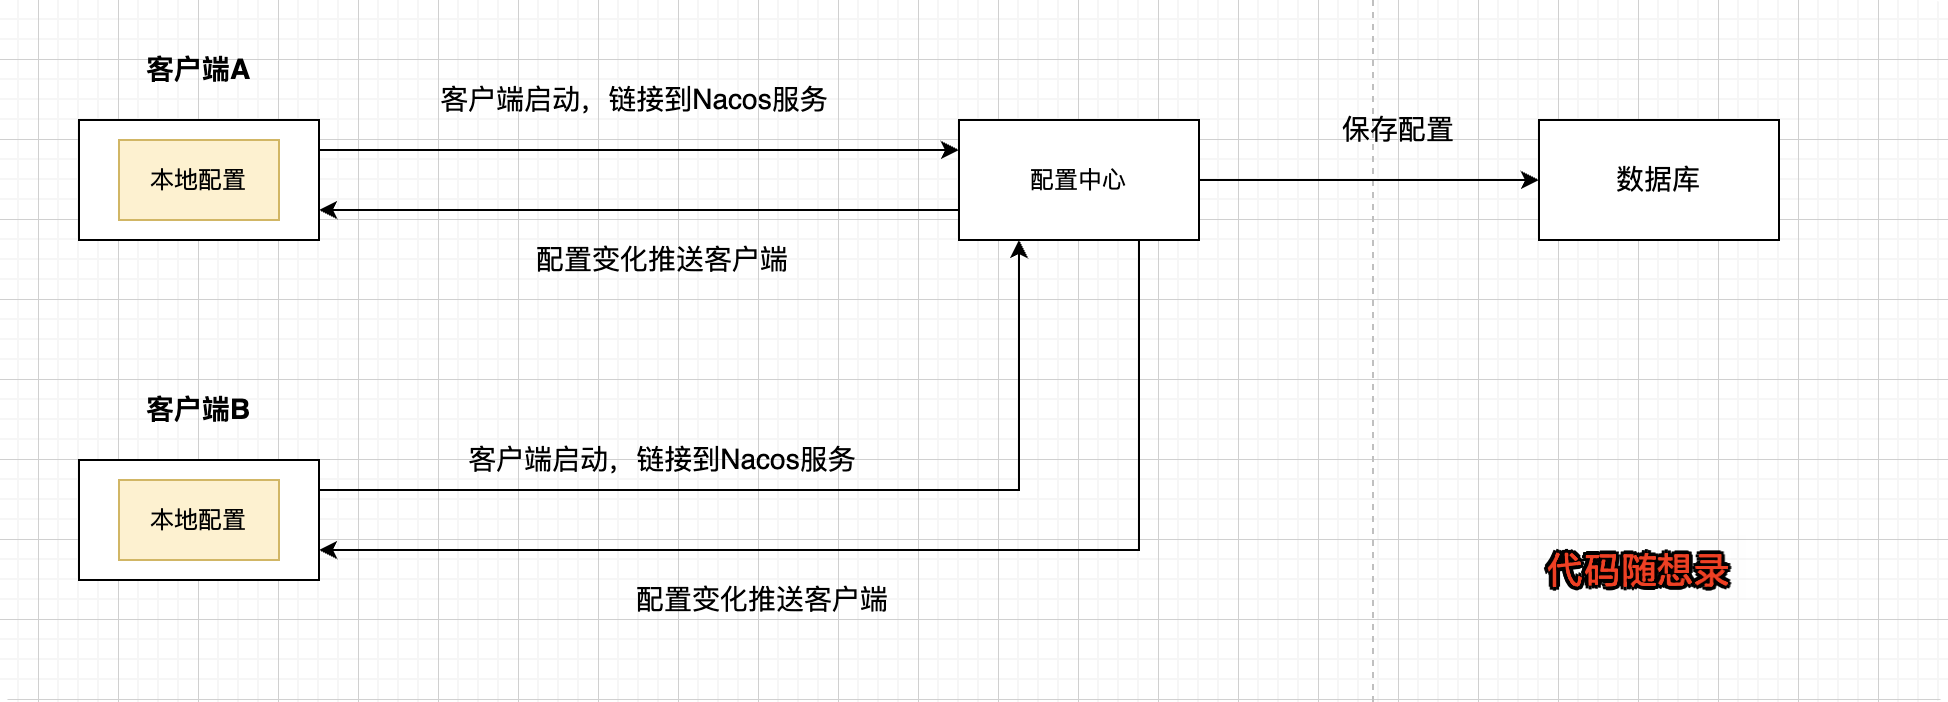 客户端A
客户端启动，链接到Nacos服务
本地配置
配置中心
保存配置
数据库
配置变化推送客户端
客户端B
客户端启动，链接到Nacos服务
本地配置
配置变化推送客户端
代码随想录